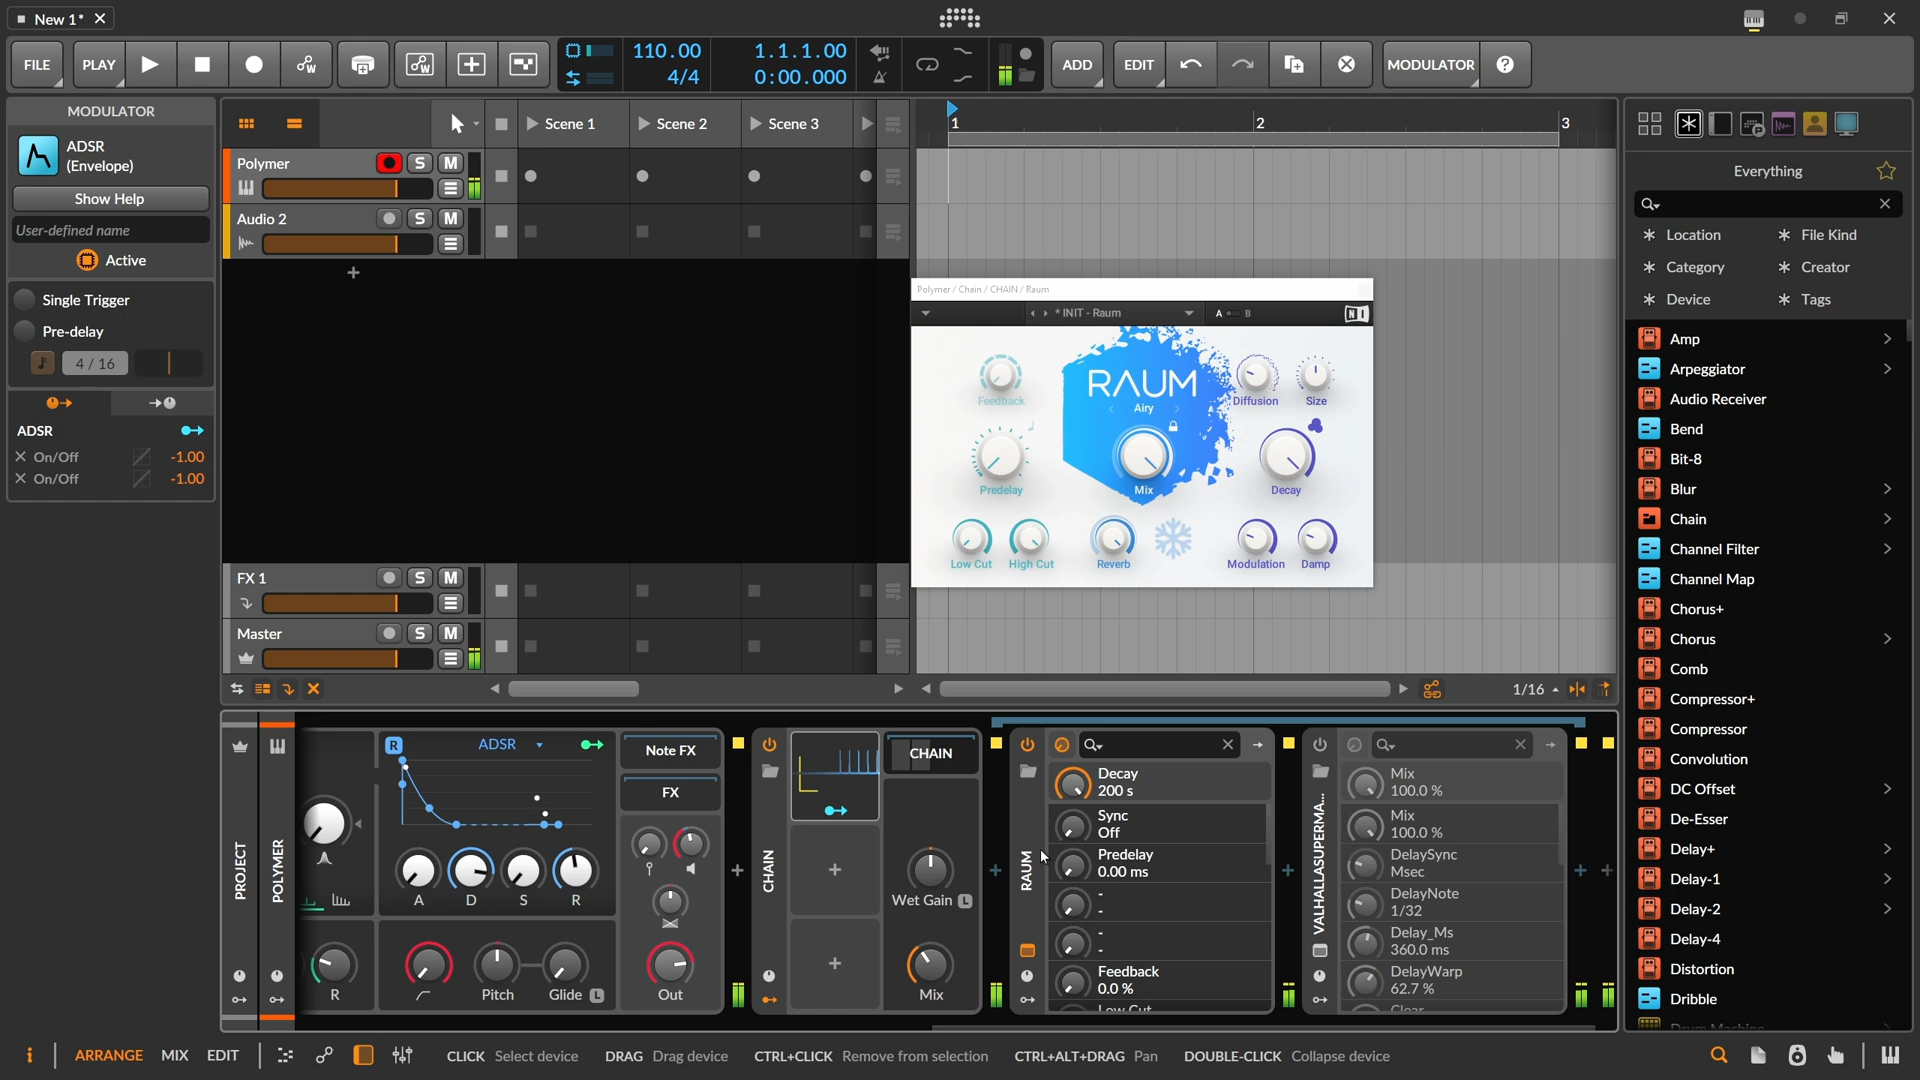 New 1*
FILE
PLAY
110.00
4/4
1.1.1.00
0:00.000
ADD
EDIT
MODULATOR
MODULATOR
ADSR
(Envelope)
Show Help
User-defined name
Active
Single Trigger
Pre-delay
4 / 16
ADSR
On/Off -1.00
On/Off -1.00
Scene 1
Scene 2
Scene 3
Polymer
S M
Audio 2
S M
FX 1
S M
Master
S M
1
2
3
1/16
Polymer / Chain / CHAIN / Raum
* INIT - Raum
A B
NI
RAUM
Airy
Feedback
Diffusion
Size
Predelay
Mix
Decay
Low Cut
High Cut
Reverb
Modulation
Damp
Everything
Location
File Kind
Category
Creator
Device
Tags
Amp
Arpeggiator
Audio Receiver
Bend
Bit-8
Blur
Chain
Channel Filter
Channel Map
Chorus+
Chorus
Comb
Compressor+
Compressor
Convolution
DC Offset
De-Esser
Delay+
Delay-1
Delay-2
Delay-4
Distortion
Dribble
Drum Machine
PROJECT
POLYMER
R
R
ADSR
A
D
S
R
Pitch
Glide
L
Note FX
FX
Out
CHAIN
CHAIN
Wet Gain
L
Mix
RAUM
Decay
200 s
Sync
Off
Predelay
0.00 ms
-
-
-
-
Feedback
0.0 %
Low Cut
VALHALLASUPERMA...
Mix
100.0 %
Mix
100.0 %
DelaySync
Msec
DelayNote
1/32
Delay_Ms
360.0 ms
DelayWarp
62.7 %
Clear
i
ARRANGE
MIX
EDIT
CLICK Select device
DRAG Drag device
CTRL+CLICK Remove from selection
CTRL+ALT+DRAG Pan
DOUBLE-CLICK Collapse device